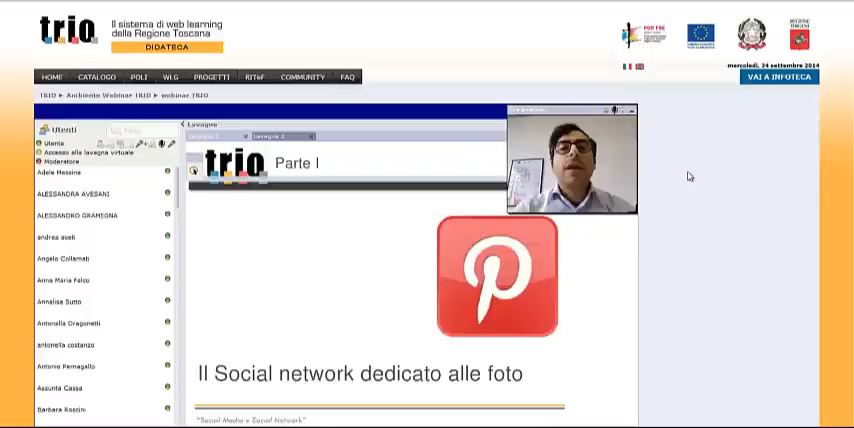 trio
Il sistema di web learning
della Regione Toscana
DIDATECA
POR FSE
REGIONE
TOSCANA
mercoledì, 24 settembre 2014
HOME CATALOGO POLI WLG PROGETTI RITeF COMMUNITY FAQ
VAI A INFOTECA
TRIO ► Ambiente Webinar TRIO ► webinar TRIO
Utenti
Utente
Accesso alla lavagna virtuale
Moderatore
Adele Messina
ALESSANDRA AVESANI
ALESSANDRO GRAMEGNA
andrea aceti
Angelo Collamati
Anna Maria Falco
Annalisa Sutto
Antonella Dragonetti
antonella costanzo
Antonio Pernagallo
Assunta Cassa
Barbara Roscini
Lavagna
Lavagna 1
Lavagna 2
trio Parte I
Il Social network dedicato alle foto
"Social Media e Social Network"